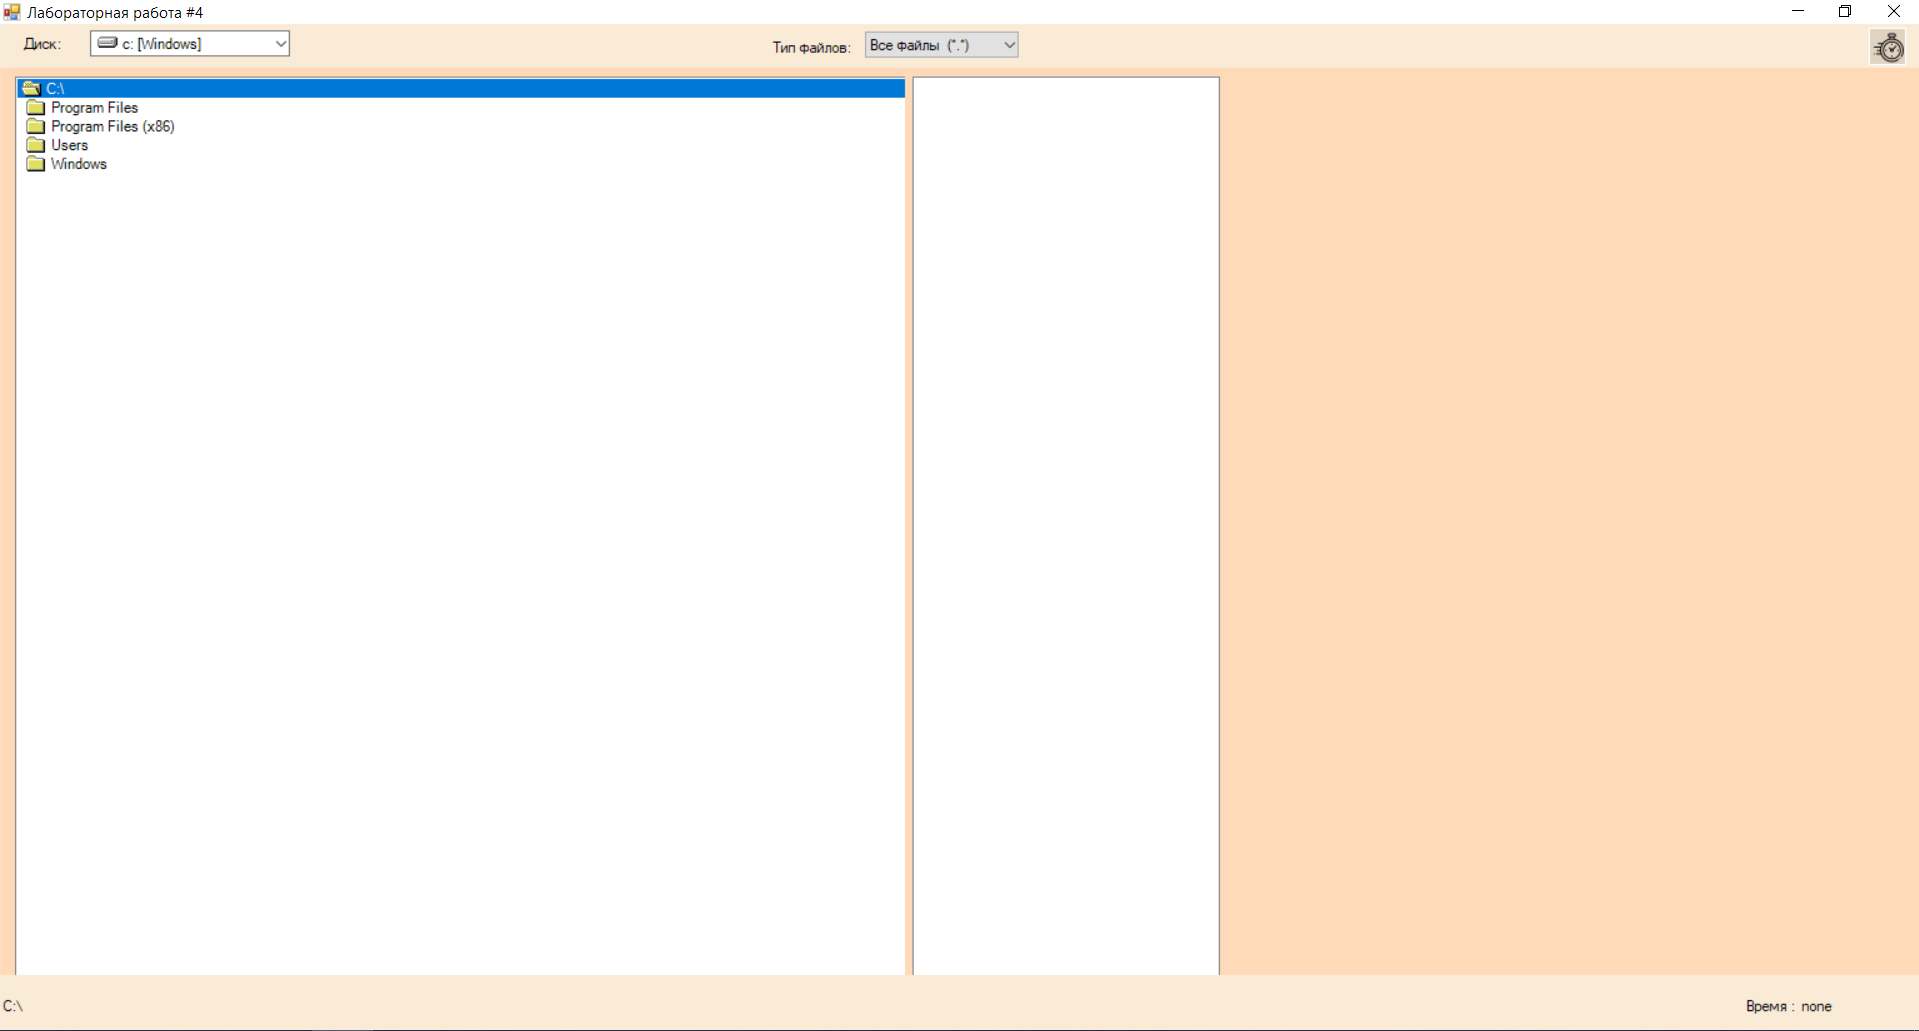 Лабораторная работа #4
Диск: c: [Windows] Тип файлов: Все файлы (*.*)
C:\
Program Files
Program Files (x86)
Users
Windows
C:\ Время : none